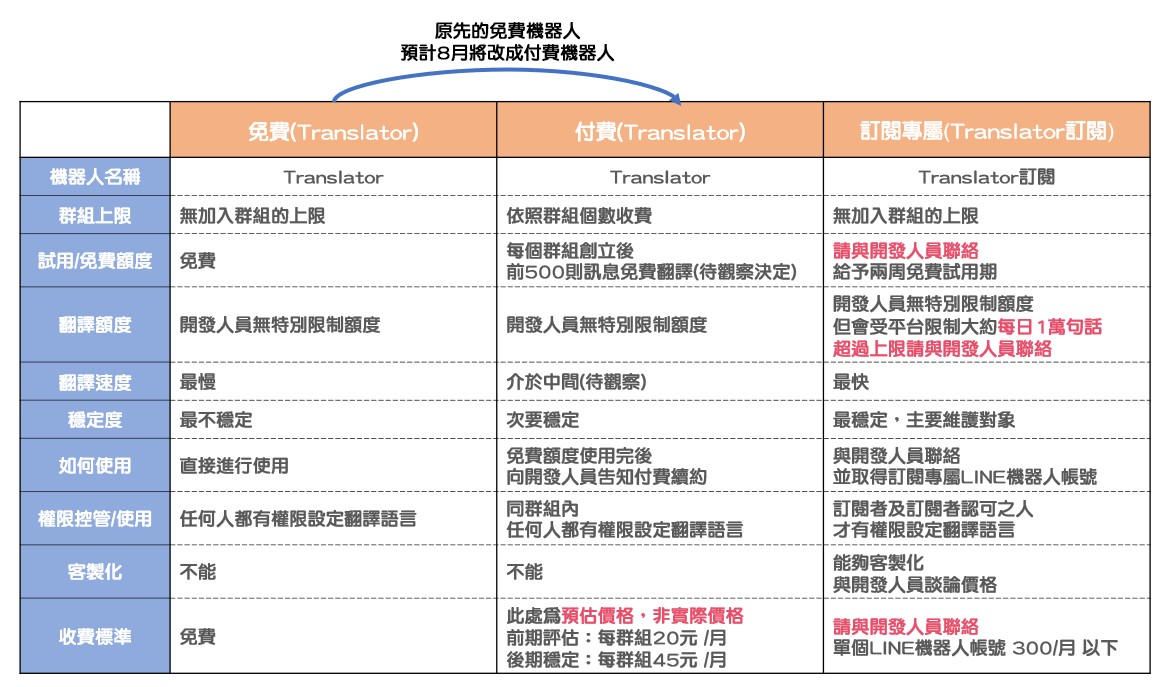 原先的免費機器人
預計8月將改成付費機器人
免費(Translator)
付費(Translator)
訂閱專屬(Translator訂閱)
機器人名稱
Translator
Translator
Translator訂閱
群組上限
無加入群組的上限
依照群組個數收費
無加入群組的上限
試用/免費額度
免費
每個群組創立後
前500則訊息免費翻譯(待觀察決定)
請與開發人員聯絡
給予兩周免費試用期
翻譯額度
開發人員無特別限制額度
開發人員無特別限制額度
開發人員無特別限制額度
但會受平台限制大約每日1萬句話
超過上限請與開發人員聯絡
翻譯速度
最慢
介於中間(待觀察)
最快
穩定度
最不穩定
次要穩定
最穩定，主要維護對象
如何使用
直接進行使用
免費額度使用完後
向開發人員告知付費續約
與開發人員聯絡
並取得訂閱專屬LINE機器人帳號
權限控管/使用
任何人都有權限設定翻譯語言
同群組內
任何人都有權限設定翻譯語言
訂閱者及訂閱者認可之人
才有權限設定翻譯語言
客製化
不能
不能
能夠客製化
與開發人員談論價格
收費標準
免費
此處為預估價格，非實際價格
前期評估：每群組20元 /月
後期穩定：每群組45元 /月
請與開發人員聯絡
單個LINE機器人帳號 300/月 以下